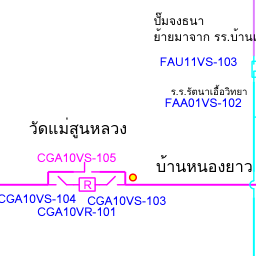 ปั๊มจงธนา
ย้ายมาจาก รร.บ้าน
FAU11VS-103
ร.ร.รัตนาเอื้อวิทยา
FAA01VS-102
วัดแม่สูนหลวง
CGA10VS-105
บ้านหนองยาว
R
CGA10VS-104
CGA10VS-103
CGA10VR-101